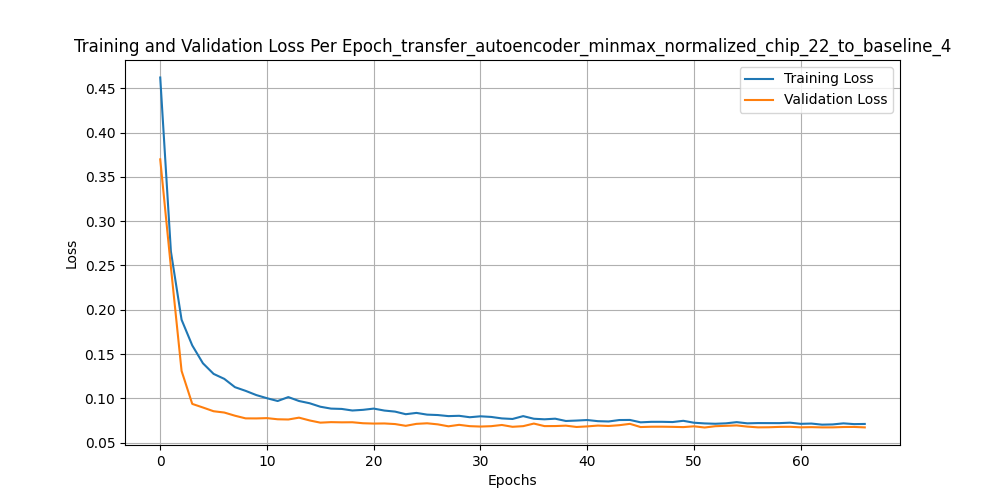 Training and Validation Loss Per Epoch_transfer_autoencoder_minmax_normalized_chip_22_to_baseline_4
Training Loss
Validation Loss
0.45
0.40
0.35
0.30
0.25
0.20
0.15
0.10
0.05
Loss
0 10 20 30 40 50 60
Epochs